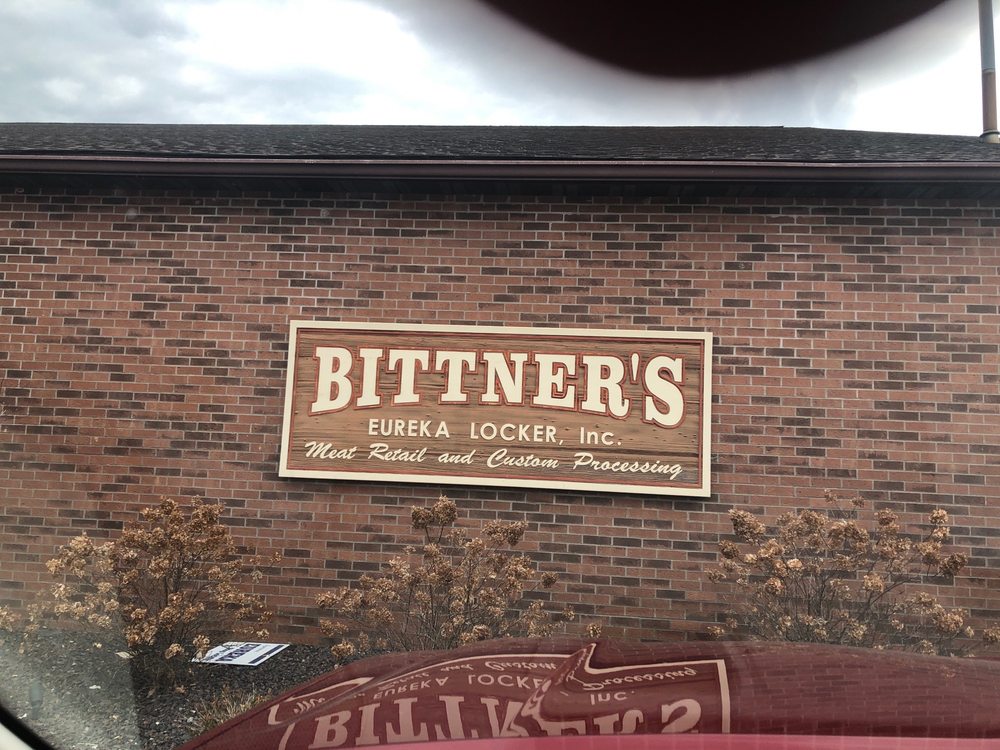 BITTNER'S
EUREKA LOCKER, Inc.
Meat Retail and Custom Processing